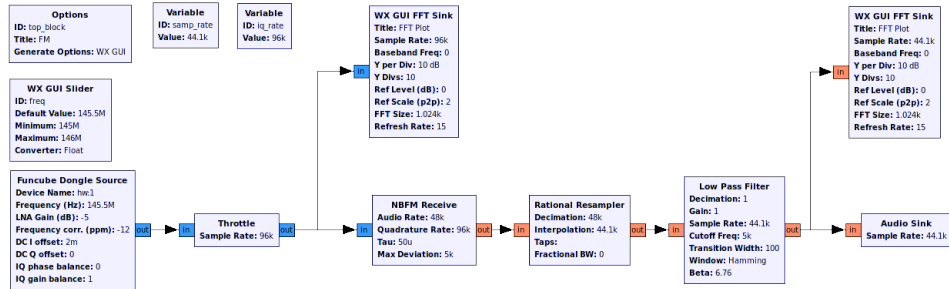 Options
ID: top_block
Title: FM
Generate Options: WX GUI
Variable
ID: samp_rate
Value: 44.1k
Variable
ID: iq_rate
Value: 96k
WX GUI FFT Sink
Title: FFT Plot
Sample Rate: 96k
Baseband Freq: 0
Y per Div: 10 dB
Y Divs: 10
Ref Level (dB): 0
Ref Scale (p2p): 2
FFT Size: 1.024k
Refresh Rate: 15
in
WX GUI FFT Sink
Title: FFT Plot
Sample Rate: 44.1k
Baseband Freq: 0
Y per Div: 10 dB
Y Divs: 10
Ref Level (dB): 0
Ref Scale (p2p): 2
FFT Size: 1.024k
Refresh Rate: 15
in
WX GUI Slider
ID: freq
Default Value: 145.5M
Minimum: 145M
Maximum: 146M
Converter: Float
Funcube Dongle Source
Device Name: hw:1
Frequency (Hz): 145.5M
LNA Gain (dB): -5
Frequency corr. (ppm): -12
DC I offset: 2m
DC Q offset: 0
IQ phase balance: 0
IQ gain balance: 1
out
in
Throttle
Sample Rate: 96k
out
in
NBFM Receive
Audio Rate: 48k
Quadrature Rate: 96k
Tau: 50u
Max Deviation: 5k
out
in
Rational Resampler
Decimation: 48k
Interpolation: 44.1k
Taps:
Fractional BW: 0
out
in
Low Pass Filter
Decimation: 1
Gain: 1
Sample Rate: 44.1k
Cutoff Freq: 5k
Transition Width: 100
Window: Hamming
Beta: 6.76
out
in
Audio Sink
Sample Rate: 44.1k